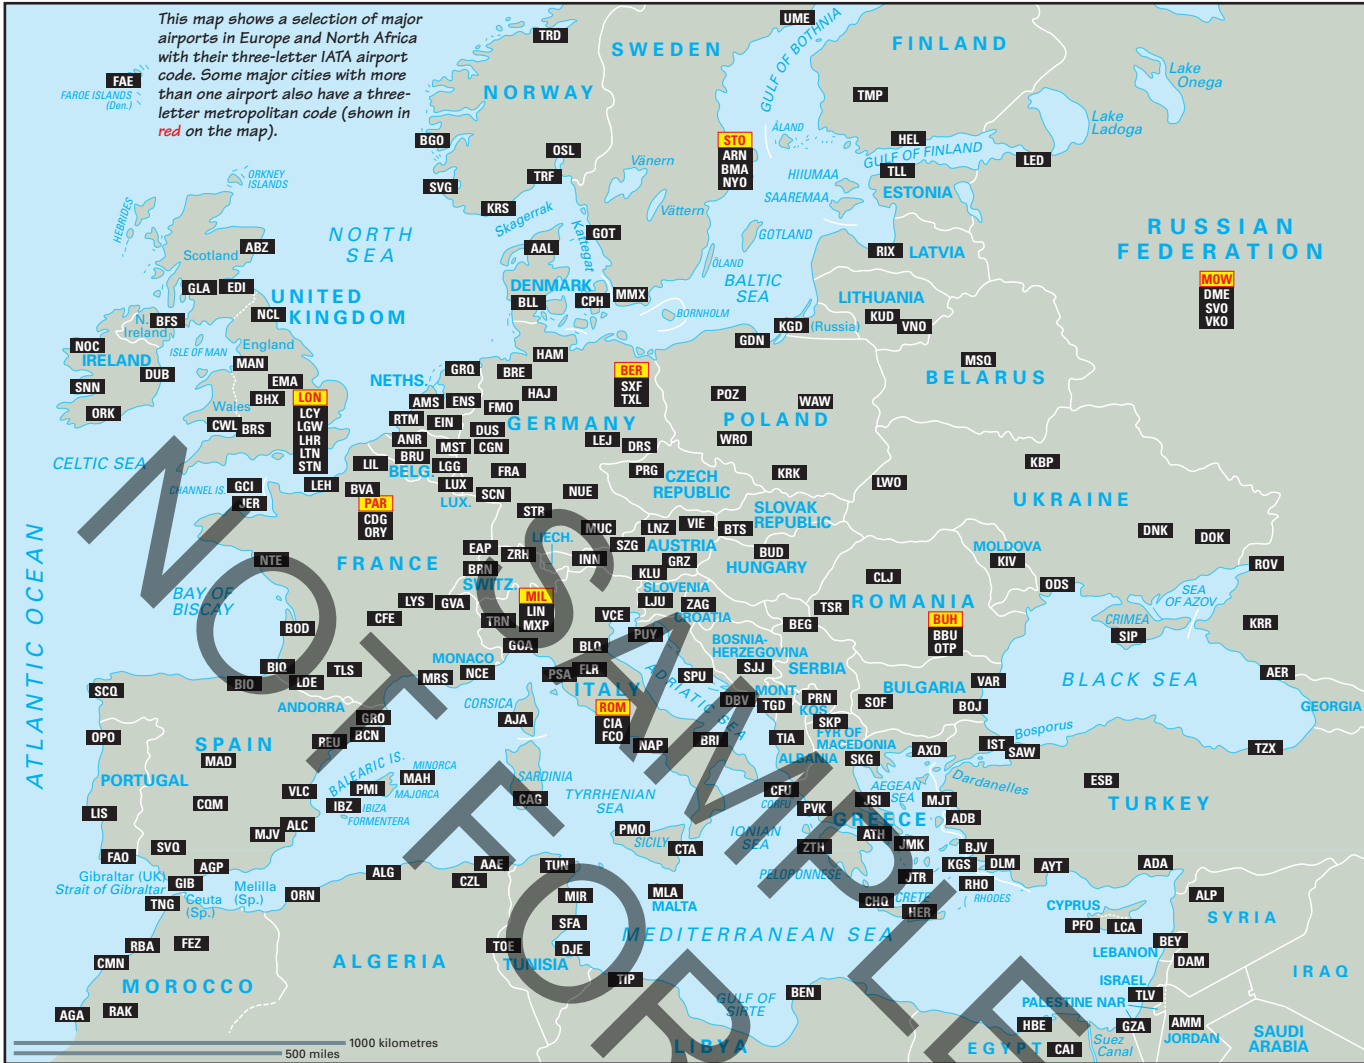 This map shows a selection of major
airports in Europe and North Africa
with their three-letter IATA airport
code. Some major cities with more
than one airport also have a three-
letter metropolitan code (shown in
red on the map).
UME
TRD
SWEDEN
FINLAND
GULF OF BOTHNIA
Lake
Onega
FAE
FAROE ISLANDS
(Den.)
NORWAY
TMP
Lake
Ladoga
BGO
OSL
STO
ARN
BMA
NYO
ÅLAND
HEL
GULF OF FINLAND
LED
TLL
ESTONIA
HIIUMAA
SAAREMAA
Vänern
Vättern
TRF
SVG
KRS
Skagerrak
Kattegat
ORKNEY
ISLANDS
HEBRIDES
Scotland
ABZ
NORTH
SEA
GOT
AAL
GOTLAND
ÖLAND
BALTIC
SEA
RIX
LATVIA
RUSSIAN
FEDERATION
MOW
DME
SVO
VKO
GLA
EDI
UNITED
KINGDOM
DENMARK
BLL
CPH
MMX
BORNHOLM
LITHUANIA
KUD
VNO
KGD
(Russia)
GDN
N.
Ireland
BFS
NCL
NOC
IRELAND
ISLE OF MAN
England
DUB
MAN
SNN
EMA
ORK
Wales
BHX
CWL
BRS
LON
LCY
LGW
LHR
LTN
STN
HAM
GRQ
BRE
NETHS.
AMS
ENS
FMO
HAJ
RTM
EIN
DUS
GERMANY
BER
SXF
TXL
ANR
MST
CGN
BRU
LIL
BELG.
LGG
LUX
LUX.
FRA
SCN
LEJ
DRS
MSQ
BELARUS
POZ
WAW
POLAND
WRO
KRK
PRG
CZECH
REPUBLIC
KBP
LWO
UKRAINE
CELTIC SEA
CHANNEL IS.
GCI
JER
LEH
BVA
PAR
CDG
ORY
NUE
STR
SLOVAK
REPUBLIC
MUC
LNZ
VIE
BTS
DNK
DOK
FRANCE
NTE
EAP
ZRH
BRN
SWITZ.
LIECH.
INN
SZG
AUSTRIA
GRZ
KLU
BUD
HUNGARY
MOLDOVA
KIV
ROV
ATLANTIC OCEAN
BAY OF
BISCAY
LYS
GVA
CFE
MIL
LIN
MXP
TRN
SLOVENIA
LJU
ZAG
CROATIA
CLJ
ROMANIA
TSR
BUH
BBU
OTP
ODS
SEA
OF AZOV
CRIMEA
SIP
KRR
BOD
VCE
PUY
BEG
GOA
BLQ
BOSNIA-
HERZEGOVINA
SJJ
SERBIA
BIQ
BIO
LDE
TLS
MRS
MONACO
NCE
PSA
FLR
ITALY
ADRIATIC SEA
SPU
DBV
MONT.
TGD
KOS.
PRN
SKP
SOF
BULGARIA
VAR
BOJ
BLACK SEA
AER
GEORGIA
SCQ
ANDORRA
CORSICA
AJA
ROM
CIA
FCO
OPO
SPAIN
GRO
BCN
REU
NAP
BRI
TIA
ALBANIA
FYR OF
MACEDONIA
SKG
AXD
IST
SAW
Bosporus
TZX
MAD
PORTUGAL
BALEARIC IS.
MINORCA
MAH
MAJORCA
PMI
IBZ
IBIZA
FORMENTERA
SARDINIA
CAG
TYRRHENIAN
SEA
CFU
CORFU
PVK
AEGEAN
SEA
Dardanelles
ESB
TURKEY
VLC
CQM
LIS
MJV
ALC
PMO
SICILY
CTA
IONIAN
SEA
JSI
MJT
GREECE
ADB
ATH
JMK
ZTH
PELOPONNESE
BJV
FAO
SVQ
AGP
Gibraltar (UK)
GIB
Strait of Gibraltar
Melilla
(Sp.)
Ceuta
(Sp.)
TNG
ORN
ALG
AAE
CZL
TUN
MIR
MLA
MALTA
JTR
KGS
DLM
RHO
RHODES
AYT
ADA
CHQ
CRETE
HER
CYPRUS
PFO
LCA
ALP
SYRIA
SFA
RBA
FEZ
CMN
TOE
DJE
TUNISIA
MEDITERRANEAN SEA
LEBANON
BEY
DAM
ALGERIA
IRAQ
MOROCCO
TIP
ISRAEL
TLV
PALESTINE NAR
AGA
RAK
GULF OF
SIRTE
BEN
HBE
GZA
AMM
JORDAN
SAUDI
ARABIA
1000 kilometres
500 miles
LIBYA
EGYPT
CAI
Suez
Canal
SAMPLE
NOT FOR